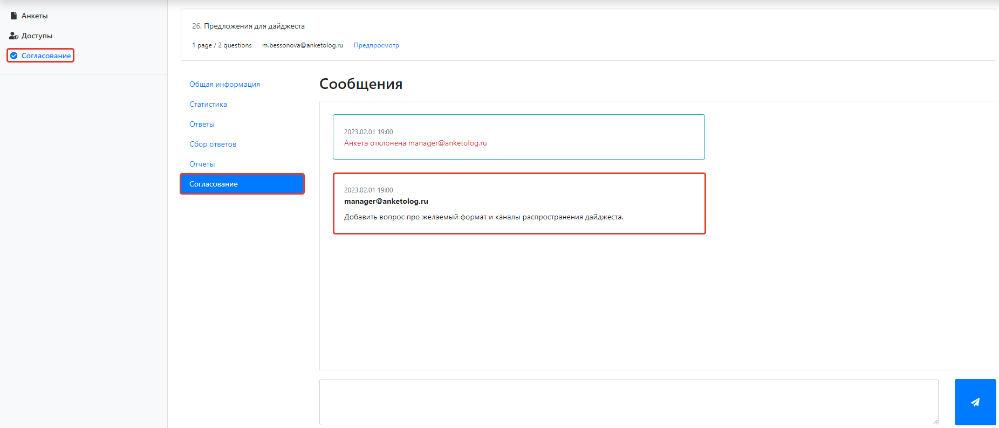 Анкеты
Доступы
Согласование
26. Предложения для дайджеста
1 page / 2 questions m.bessonova@anketolog.ru Предпросмотр
Общая информация
Статистика
Ответы
Сбор ответов
Отчеты
Согласование
Сообщения
2023.02.01 19:00
Анкета отклонена manager@anketolog.ru
2023.02.01 19:00
manager@anketolog.ru
Добавить вопрос про желаемый формат и каналы распространения дайджеста.